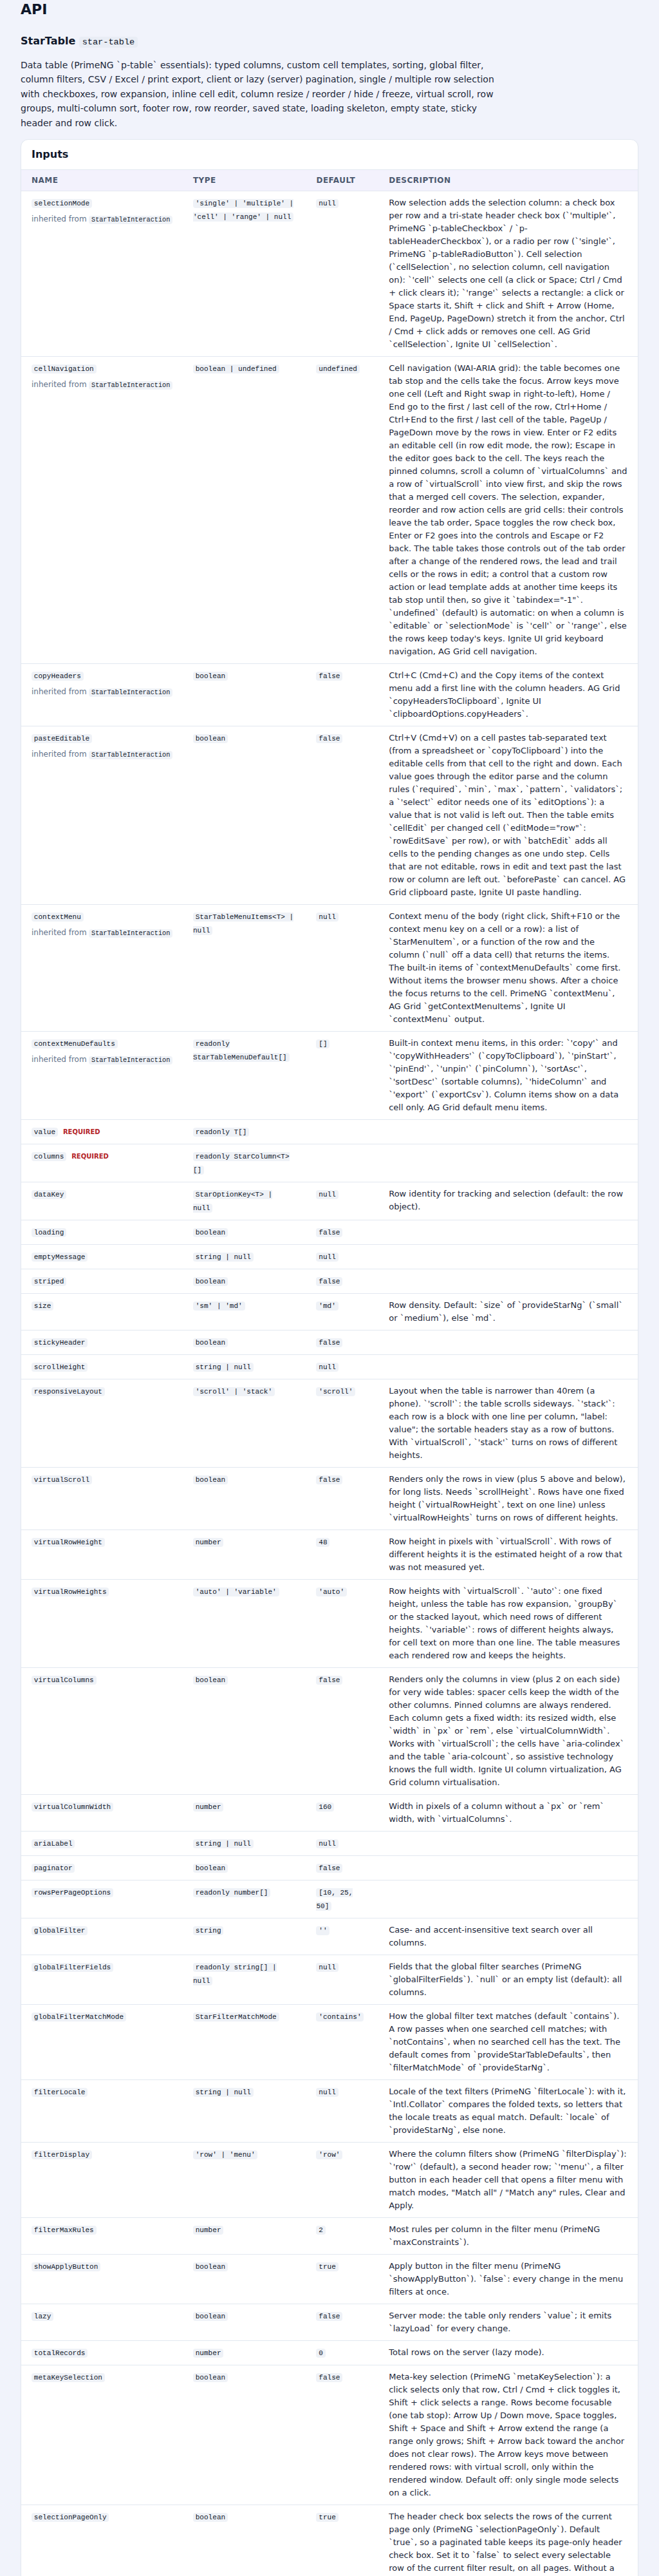 API
StarTable star-table
Data table (PrimeNG `p-table` essentials): typed columns, custom cell templates, sorting, global filter,
column filters, CSV / Excel / print export, client or lazy (server) pagination, single / multiple row selection
with checkboxes, row expansion, inline cell edit, column resize / reorder / hide / freeze, virtual scroll, row
groups, multi-column sort, footer row, row reorder, saved state, loading skeleton, empty state, sticky
header and row click.
Inputs
NAME TYPE DEFAULT DESCRIPTION
selectionMode 'single' | 'multiple' | null Row selection adds the selection column: a check box
inherited from StarTableInteraction 'cell' | 'range' | null per row and a tri-state header check box (`'multiple'`,
PrimeNG `p-tableCheckbox` / `p-
tableHeaderCheckbox`), or a radio per row (`'single'`,
PrimeNG `p-tableRadioButton`). Cell selection
(`cellSelection`, no selection column, cell navigation
on): `'cell'` selects one cell (a click or Space; Ctrl / Cmd
+ click clears it); `'range'` selects a rectangle: a click or
Space starts it, Shift + click and Shift + Arrow (Home,
End, PageUp, PageDown) stretch it from the anchor, Ctrl
/ Cmd + click adds or removes one cell. AG Grid
`cellSelection`, Ignite UI `cellSelection`.
cellNavigation boolean | undefined undefined Cell navigation (WAI-ARIA grid): the table becomes one
inherited from StarTableInteraction tab stop and the cells take the focus. Arrow keys move
one cell (Left and Right swap in right-to-left), Home /
End go to the first / last cell of the row, Ctrl+Home /
Ctrl+End to the first / last cell of the table, PageUp /
PageDown move by the rows in view. Enter or F2 edits
an editable cell (in row edit mode, the row); Escape in
the editor goes back to the cell. The keys reach the
pinned columns, scroll a column of `virtualColumns` and
a row of `virtualScroll` into view first, and skip the rows
that a merged cell covers. The selection, expander,
reorder and row action cells are grid cells: their controls
leave the tab order, Space toggles the row check box,
Enter or F2 goes into the controls and Escape or F2
back. The table takes those controls out of the tab order
after a change of the rendered rows, the lead and trail
cells or the rows in edit; a control that a custom row
action or lead template adds at another time keeps its
tab stop until then, so give it `tabindex="-1"`.
`undefined` (default) is automatic: on when a column is
`editable` or `selectionMode` is `'cell'` or `'range'`, else
the rows keep today's keys. Ignite UI grid keyboard
navigation, AG Grid cell navigation.
copyHeaders boolean false Ctrl+C (Cmd+C) and the Copy items of the context
inherited from StarTableInteraction menu add a first line with the column headers. AG Grid
`copyHeadersToClipboard`, Ignite UI
`clipboardOptions.copyHeaders`.
pasteEditable boolean false Ctrl+V (Cmd+V) on a cell pastes tab-separated text
inherited from StarTableInteraction (from a spreadsheet or `copyToClipboard`) into the
editable cells from that cell to the right and down. Each
value goes through the editor parse and the column
rules (`required`, `min`, `max`, `pattern`, `validators`;
a `'select'` editor needs one of its `editOptions`): a
value that is not valid is left out. Then the table emits
`cellEdit` per changed cell (`editMode="row"`:
`rowEditSave` per row), or with `batchEdit` adds all
cells to the pending changes as one undo step. Cells
that are not editable, rows in edit and text past the last
row or column are left out. `beforePaste` can cancel. AG
Grid clipboard paste, Ignite UI paste handling.
contextMenu StarTableMenuItems<T> | null Context menu of the body (right click, Shift+F10 or the
inherited from StarTableInteraction null context menu key on a cell or a row): a list of
`StarMenuItem`, or a function of the row and the
column (`null` off a data cell) that returns the items.
The built-in items of `contextMenuDefaults` come first.
Without items the browser menu shows. After a choice
the focus returns to the cell. PrimeNG `contextMenu`,
AG Grid `getContextMenuItems`, Ignite UI
`contextMenu` output.
contextMenuDefaults readonly [] Built-in context menu items, in this order: `'copy'` and
inherited from StarTableInteraction StarTableMenuDefault[] `'copyWithHeaders'` (`copyToClipboard`), `'pinStart'`,
`'pinEnd'`, `'unpin'` (`pinColumn`), `'sortAsc'`,
`'sortDesc'` (sortable columns), `'hideColumn'` and
`'export'` (`exportCsv`). Column items show on a data
cell only. AG Grid default menu items.
value REQUIRED readonly T[]
columns REQUIRED readonly StarColumn<T>
[]
dataKey StarOptionKey<T> | null Row identity for tracking and selection (default: the row
null object).
loading boolean false
emptyMessage string | null null
striped boolean false
size 'sm' | 'md' 'md' Row density. Default: `size` of `provideStarNg` (`small`
or `medium`), else `md`.
stickyHeader boolean false
scrollHeight string | null null
responsiveLayout 'scroll' | 'stack' 'scroll' Layout when the table is narrower than 40rem (a
phone). `'scroll'`: the table scrolls sideways. `'stack'`:
each row is a block with one line per column, "label:
value"; the sortable headers stay as a row of buttons.
With `virtualScroll`, `'stack'` turns on rows of different
heights.
virtualScroll boolean false Renders only the rows in view (plus 5 above and below),
for long lists. Needs `scrollHeight`. Rows have one fixed
height (`virtualRowHeight`, text on one line) unless
`virtualRowHeights` turns on rows of different heights.
virtualRowHeight number 48 Row height in pixels with `virtualScroll`. With rows of
different heights it is the estimated height of a row that
was not measured yet.
virtualRowHeights 'auto' | 'variable' 'auto' Row heights with `virtualScroll`. `'auto'`: one fixed
height, unless the table has row expansion, `groupBy`
or the stacked layout, which need rows of different
heights. `'variable'`: rows of different heights always,
for cell text on more than one line. The table measures
each rendered row and keeps the heights.
virtualColumns boolean false Renders only the columns in view (plus 2 on each side)
for very wide tables: spacer cells keep the width of the
other columns. Pinned columns are always rendered.
Each column gets a fixed width: its resized width, else
`width` in `px` or `rem`, else `virtualColumnWidth`.
Works with `virtualScroll`; the cells have `aria-colindex`
and the table `aria-colcount`, so assistive technology
knows the full width. Ignite UI column virtualization, AG
Grid column virtualisation.
virtualColumnWidth number 160 Width in pixels of a column without a `px` or `rem`
width, with `virtualColumns`.
ariaLabel string | null null
paginator boolean false
rowsPerPageOptions readonly number[] [10, 25,
50]
globalFilter string '' Case- and accent-insensitive text search over all
columns.
globalFilterFields readonly string[] | null Fields that the global filter searches (PrimeNG
null `globalFilterFields`). `null` or an empty list (default): all
columns.
globalFilterMatchMode StarFilterMatchMode 'contains' How the global filter text matches (default `contains`).
A row passes when one searched cell matches; with
`notContains`, when no searched cell has the text. The
default comes from `provideStarTableDefaults`, then
`filterMatchMode` of `provideStarNg`.
filterLocale string | null null Locale of the text filters (PrimeNG `filterLocale`): with it,
`Intl.Collator` compares the folded texts, so letters that
the locale treats as equal match. Default: `locale` of
`provideStarNg`, else none.
filterDisplay 'row' | 'menu' 'row' Where the column filters show (PrimeNG `filterDisplay`):
`'row'` (default), a second header row; `'menu'`, a filter
button in each header cell that opens a filter menu with
match modes, "Match all" / "Match any" rules, Clear and
Apply.
filterMaxRules number 2 Most rules per column in the filter menu (PrimeNG
`maxConstraints`).
showApplyButton boolean true Apply button in the filter menu (PrimeNG
`showApplyButton`). `false`: every change in the menu
filters at once.
lazy boolean false Server mode: the table only renders `value`; it emits
`lazyLoad` for every change.
totalRecords number 0 Total rows on the server (lazy mode).
metaKeySelection boolean false Meta-key selection (PrimeNG `metaKeySelection`): a
click selects only that row, Ctrl / Cmd + click toggles it,
Shift + click selects a range. Rows become focusable
(one tab stop): Arrow Up / Down move, Space toggles,
Shift + Space and Shift + Arrow extend the range (a
range only grows; Shift + Arrow back toward the anchor
does not clear rows). The Arrow keys move between
rendered rows: with virtual scroll, only within the
rendered window. Default off: only single mode selects
on a click.
selectionPageOnly boolean true The header check box selects the rows of the current
page only (PrimeNG `selectionPageOnly`). Default
`true`, so a paginated table keeps its page-only header
check box. Set it to `false` to select every selectable
row of the current filter result, on all pages. Without a